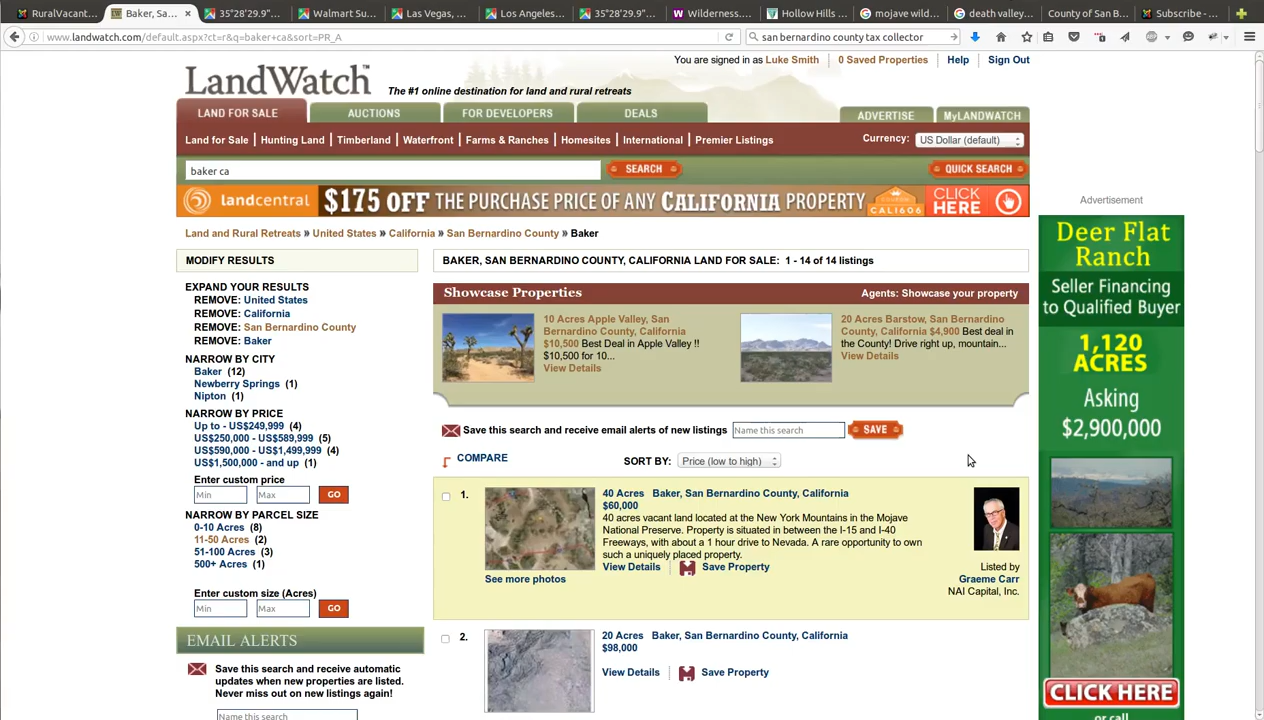 RuralVacant...
Baker, Sa...
35°28'29.9"...
Walmart Su...
Las Vegas, ...
Los Angeles...
35°28'29.9"...
Wilderness....
Hollow Hills ...
mojave wild...
death valley...
County of San B...
Subscribe - ...
www.landwatch.com/default.aspx?ct=r&q=baker+ca&sort=PR_A
san bernardino county tax collector
LandWatch
The #1 online destination for land and rural retreats
You are signed in as Luke Smith
0 Saved Properties
Help
Sign Out
LAND FOR SALE
AUCTIONS
FOR DEVELOPERS
DEALS
ADVERTISE
MyLANDWATCH
Land for Sale | Hunting Land | Timberland | Waterfront | Farms & Ranches | Homesites | International | Premier Listings
Currency: US Dollar (default)
baker ca
SEARCH
QUICK SEARCH
landcentral $175 OFF THE PURCHASE PRICE OF ANY CALIFORNIA PROPERTY
COUPON
CALI606
CLICK HERE
Land and Rural Retreats » United States » California » San Bernardino County » Baker
MODIFY RESULTS
EXPAND YOUR RESULTS
REMOVE: United States
REMOVE: California
REMOVE: San Bernardino County
REMOVE: Baker
NARROW BY CITY
Baker (12)
Newberry Springs (1)
Nipton (1)
NARROW BY PRICE
Up to - US$249,999 (4)
US$250,000 - US$589,999 (5)
US$590,000 - US$1,499,999 (4)
US$1,500,000 - and up (1)
Enter custom price
Min
Max
GO
NARROW BY PARCEL SIZE
0-10 Acres (8)
11-50 Acres (2)
51-100 Acres (3)
500+ Acres (1)
Enter custom size (Acres)
Min
Max
GO
EMAIL ALERTS
Save this search and receive automatic
updates when new properties are listed.
Never miss out on new listings again!
Name this search
BAKER, SAN BERNARDINO COUNTY, CALIFORNIA LAND FOR SALE: 1 - 14 of 14 listings
Showcase Properties
Agents: Showcase your property
10 Acres Apple Valley, San
Bernardino County, California
$10,500 Best Deal in Apple Valley !!
$10,500 for 10...
View Details
20 Acres Barstow, San Bernardino
County, California $4,900 Best deal in
the County! Drive right up, mountain...
View Details
Save this search and receive email alerts of new listings
Name this search
SAVE
COMPARE
SORT BY: Price (low to high)
1.
40 Acres Baker, San Bernardino County, California
$60,000
40 acres vacant land located at the New York Mountains in the Mojave
National Preserve. Property is situated in between the I-15 and I-40
Freeways, with about a 1 hour drive to Nevada. A rare opportunity to own
such a uniquely placed property.
View Details
Save Property
See more photos
Listed by
Graeme Carr
NAI Capital, Inc.
2.
20 Acres Baker, San Bernardino County, California
$98,000
View Details
Save Property
Advertisement
Deer Flat
Ranch
Seller Financing
to Qualified Buyer
1,120
ACRES
Asking
$2,900,000
CLICK HERE
or call